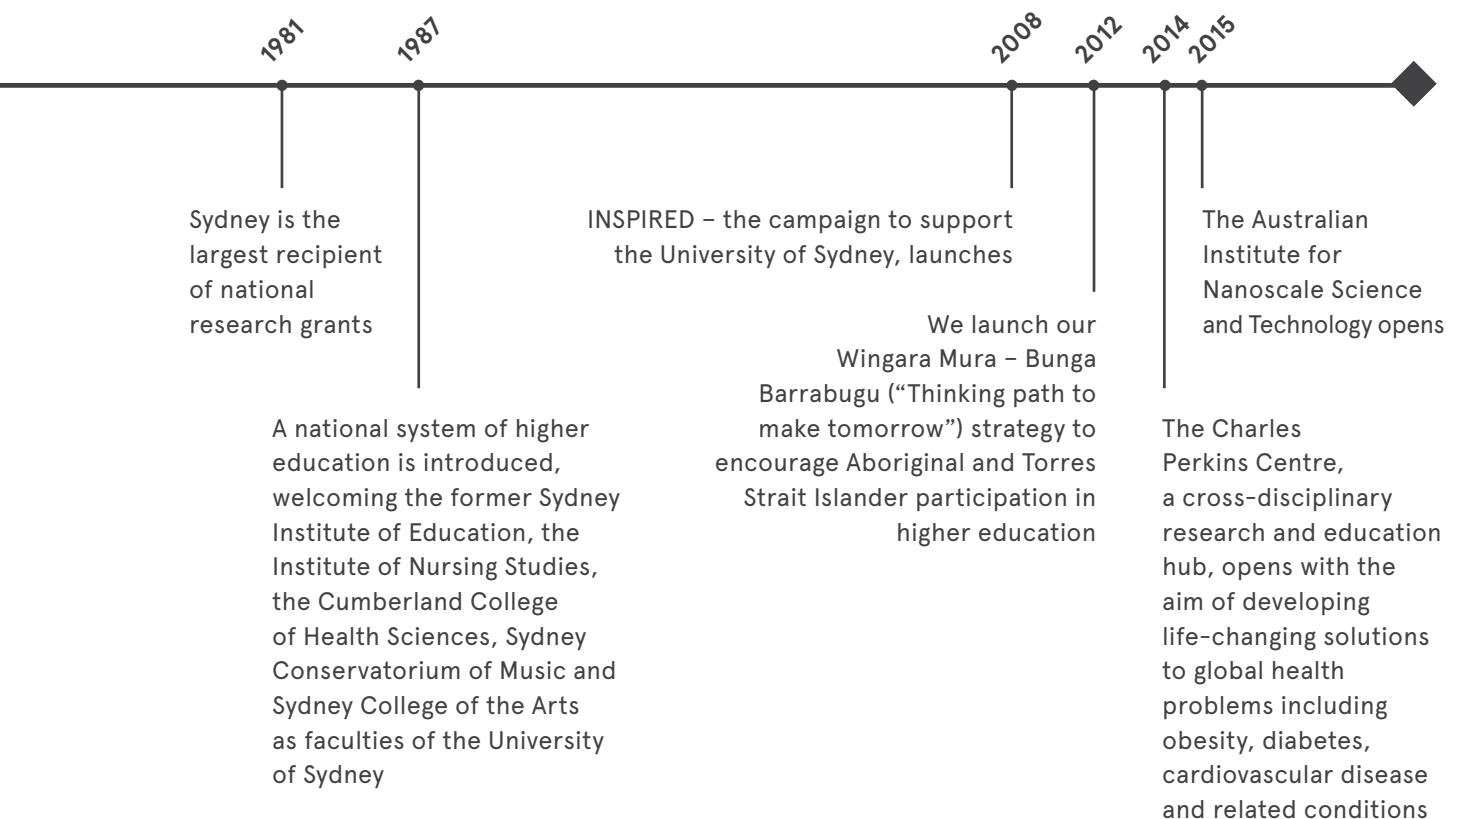 1981
1987
2008
2012
2014
2015
Sydney is the
largest recipient
of national
research grants
A national system of higher
education is introduced,
welcoming the former Sydney
Institute of Education, the
Institute of Nursing Studies,
the Cumberland College
of Health Sciences, Sydney
Conservatorium of Music and
Sydney College of the Arts
as faculties of the University
of Sydney
INSPIRED – the campaign to support
the University of Sydney, launches
We launch our
Wingara Mura – Bunga
Barrabugu (“Thinking path to
make tomorrow”) strategy to
encourage Aboriginal and Torres
Strait Islander participation in
higher education
The Charles
Perkins Centre,
a cross-disciplinary
research and education
hub, opens with the
aim of developing
life-changing solutions
to global health
problems including
obesity, diabetes,
cardiovascular disease
and related conditions
The Australian
Institute for
Nanoscale Science
and Technology opens